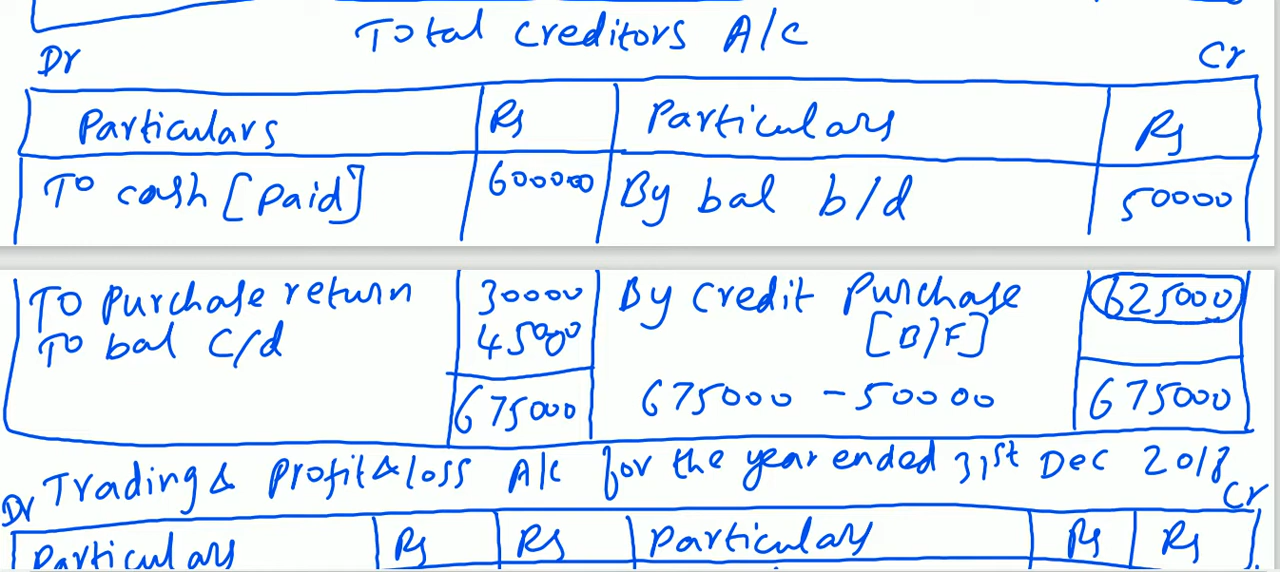 Total Creditors A/c
Dr Cr
Particulars Rs Particulars Rs
To cash [Paid] 600000 By bal b/d 50000
To Purchase return 30000 By Credit Purchase 625000
To bal C/d 45000 [B/F]
675000 675000 - 50000 675000
Trading & Profit & loss A/c for the year ended 31st Dec 2018
Dr Cr
Particulars Rs Rs Particulars Rs Rs